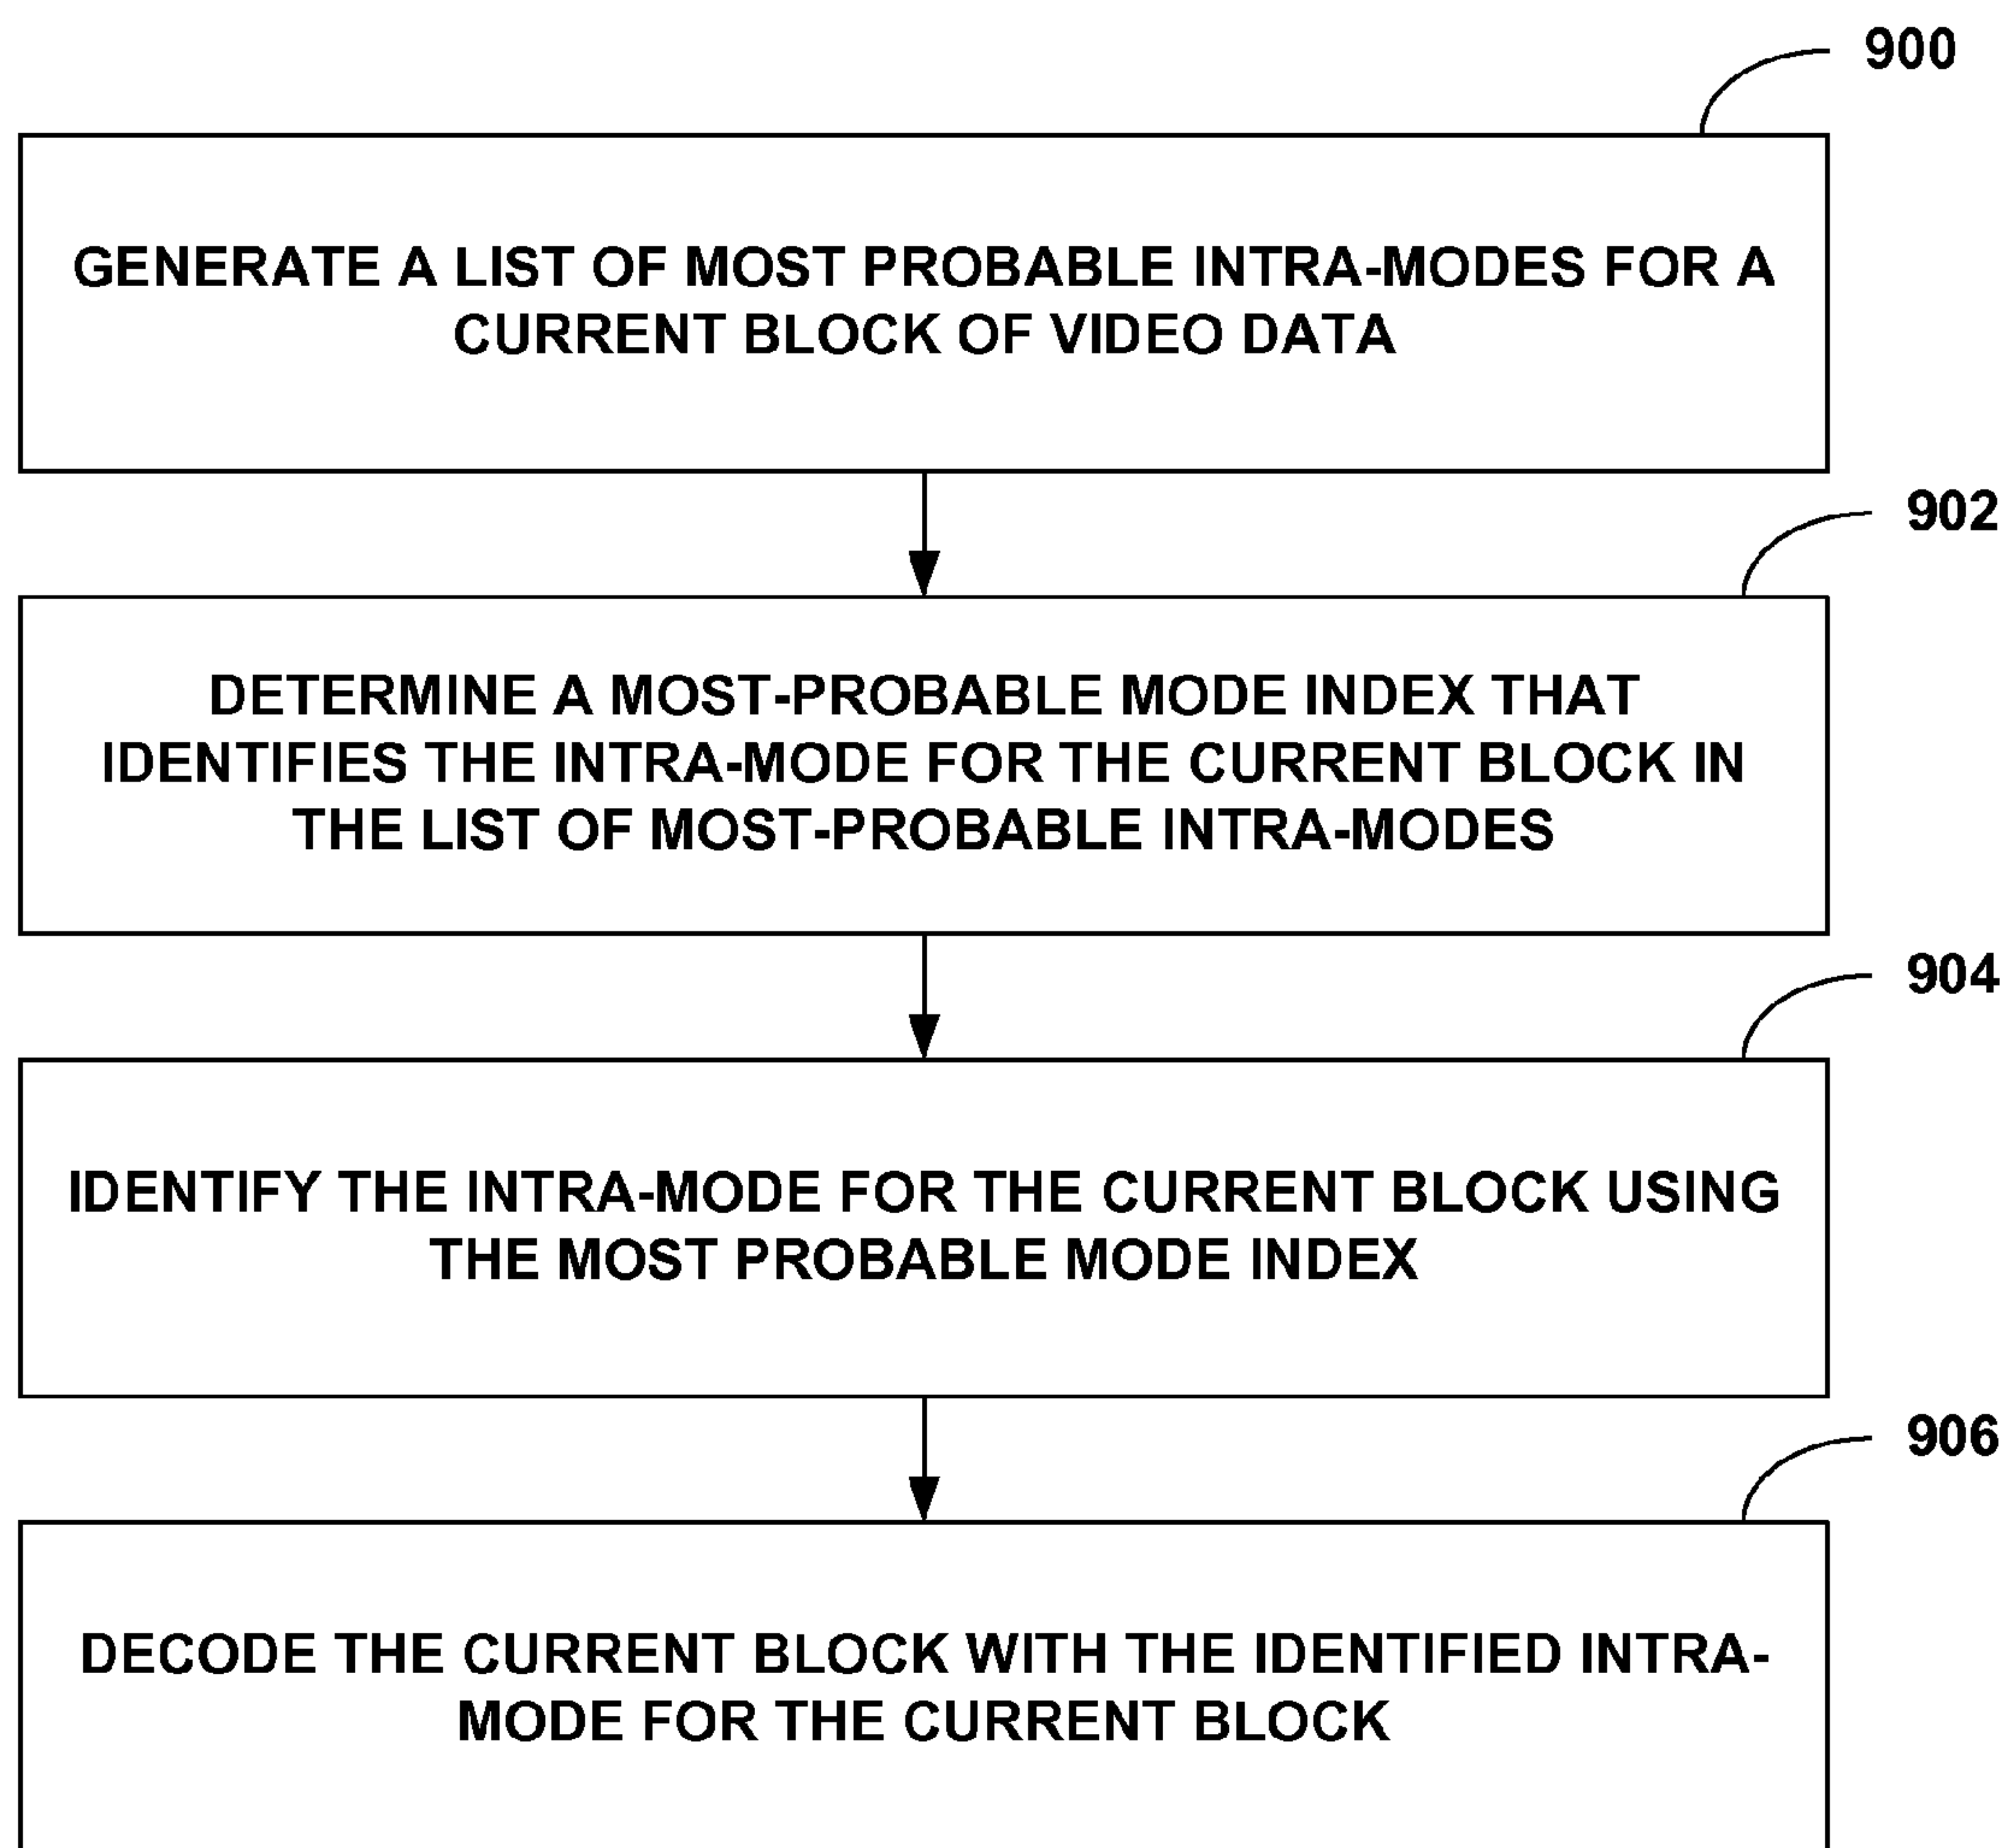 900
GENERATE A LIST OF MOST PROBABLE INTRA-MODES FOR A
CURRENT BLOCK OF VIDEO DATA
902
DETERMINE A MOST-PROBABLE MODE INDEX THAT
IDENTIFIES THE INTRA-MODE FOR THE CURRENT BLOCK IN
THE LIST OF MOST-PROBABLE INTRA-MODES
904
IDENTIFY THE INTRA-MODE FOR THE CURRENT BLOCK USING
THE MOST PROBABLE MODE INDEX
906
DECODE THE CURRENT BLOCK WITH THE IDENTIFIED INTRA-
MODE FOR THE CURRENT BLOCK